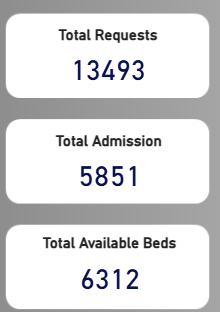 Total Requests
13493
Total Admission
5851
Total Available Beds
6312